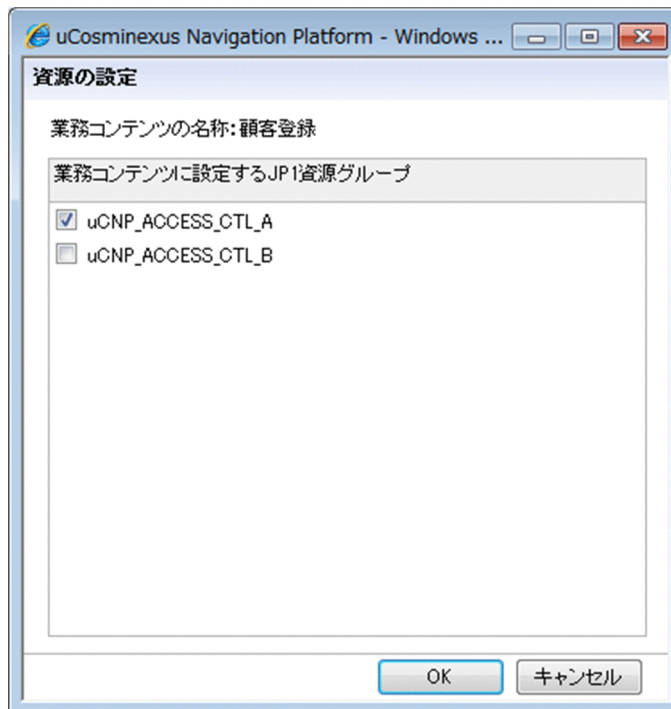 uCosminexus Navigation Platform - Windows ...
資源の設定
業務コンテンツの名称:顧客登録
業務コンテンツに設定するJP1資源グループ
uCNP_ACCESS_CTL_A
uCNP_ACCESS_CTL_B
OK
キャンセル